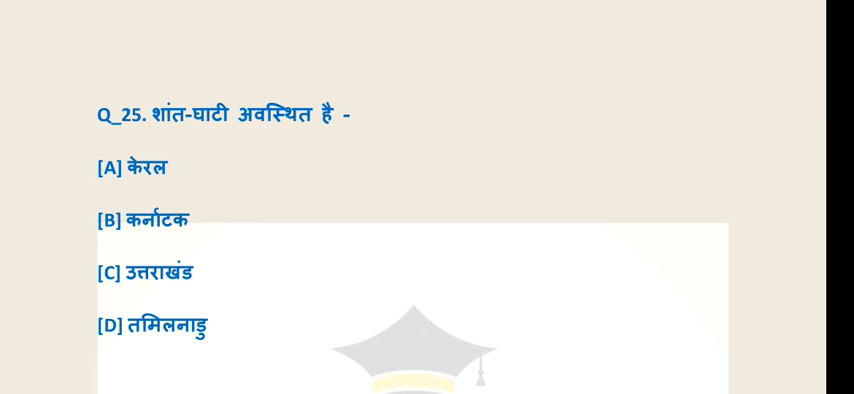 Q_25. शांत-घाटी अवस्थित है -
[A] केरल
[B] कर्नाटक
[C] उत्तराखंड
[D] तमिलनाडु